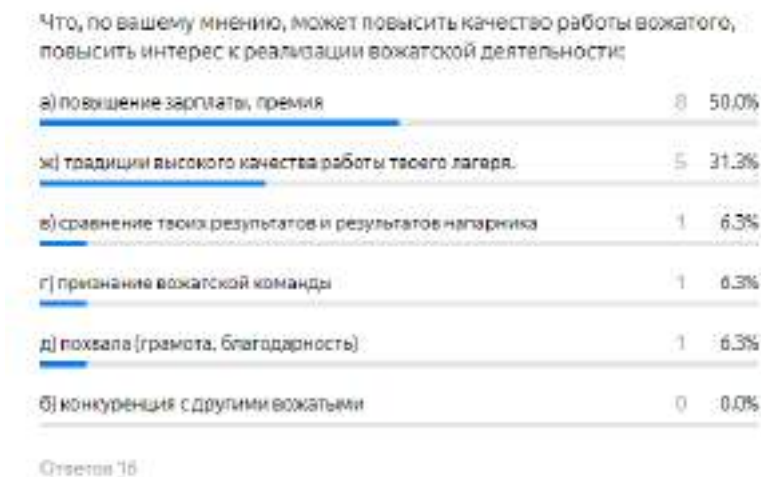 Что, по вашему мнению, может повысить качество работы вожатого,
повысить интерес к реализации вожатской деятельности:
а) повышение зарплаты, премия 8 50.0%
ж) традиции высокого качества работы твоего лагеря. 5 31.3%
в) сравнение твоих результатов и результатов напарника 1 6.3%
г) признание вожатской команды 1 6.3%
д) похвала (грамота, благодарность) 1 6.3%
б) конкуренция с другими вожатыми 0 0.0%
Ответов 16